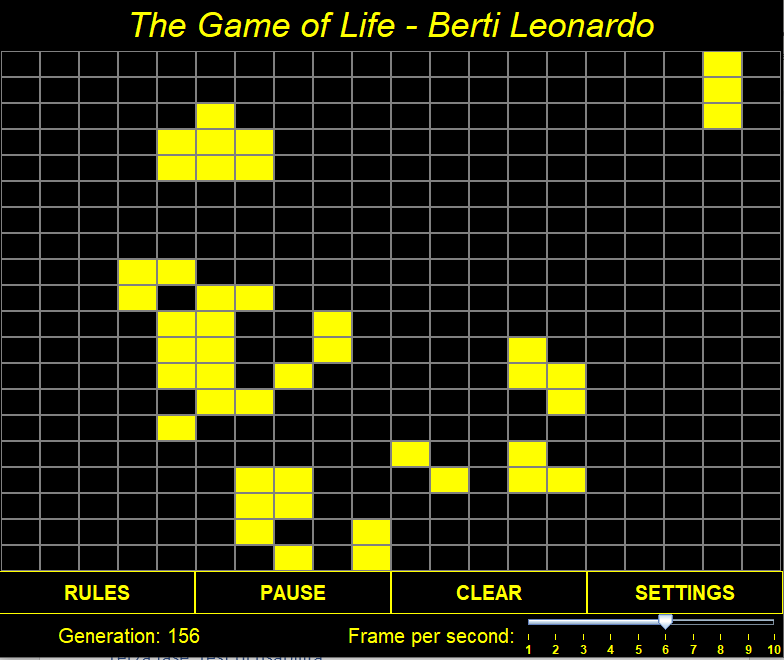 The Game of Life - Berti Leonardo
RULES PAUSE CLEAR SETTINGS
Generation: 156 Frame per second:
1 2 3 4 5 6 7 8 9 10